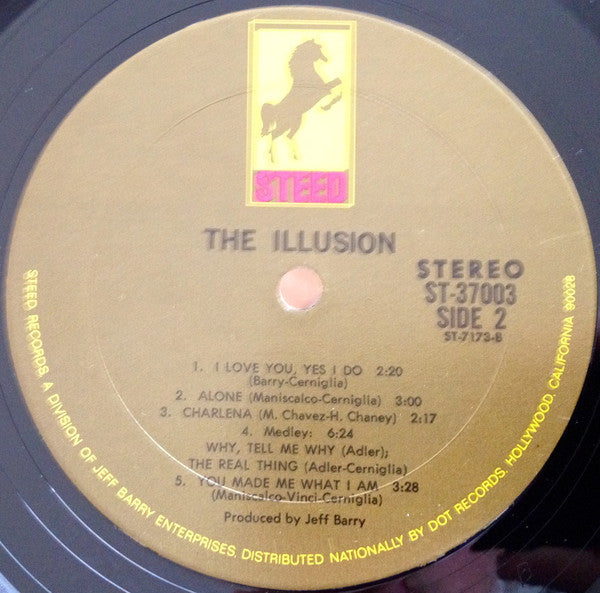 STEED
THE ILLUSION
STEREO
ST-37003
SIDE 2
ST-7173-B
1. I LOVE YOU, YES I DO 2:20
(Barry-Cerniglia)
2. ALONE (Maniscalco-Cerniglia) 3:00
3. CHARLENA (M. Chavez-H. Chaney) 2:17
4. Medley: 6:24
WHY, TELL ME WHY (Adler);
THE REAL THING (Adler-Cerniglia)
5. YOU MADE ME WHAT I AM 3:28
(Maniscalco-Vinci-Cerniglia)
Produced by Jeff Barry
STEED RECORDS, A DIVISION OF JEFF BARRY ENTERPRISES, DISTRIBUTED NATIONALLY BY DOT RECORDS, HOLLYWOOD, CALIFORNIA 90028